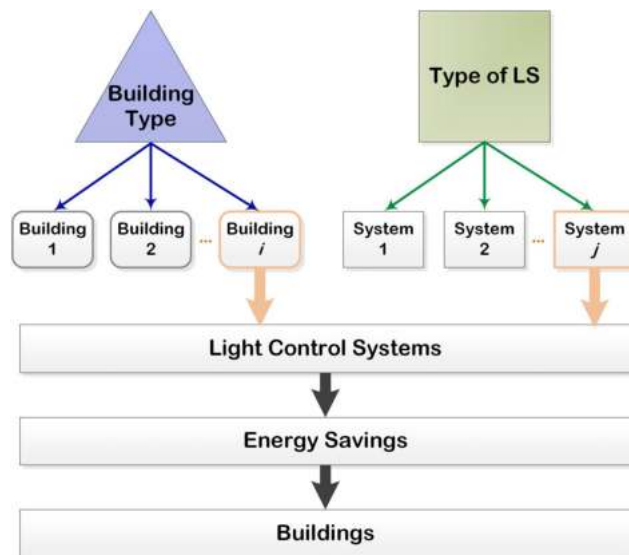 Building
Type
Type of LS
Building
1
Building
2
...
Building
i
System
1
System
2
...
System
j
Light Control Systems
Energy Savings
Buildings